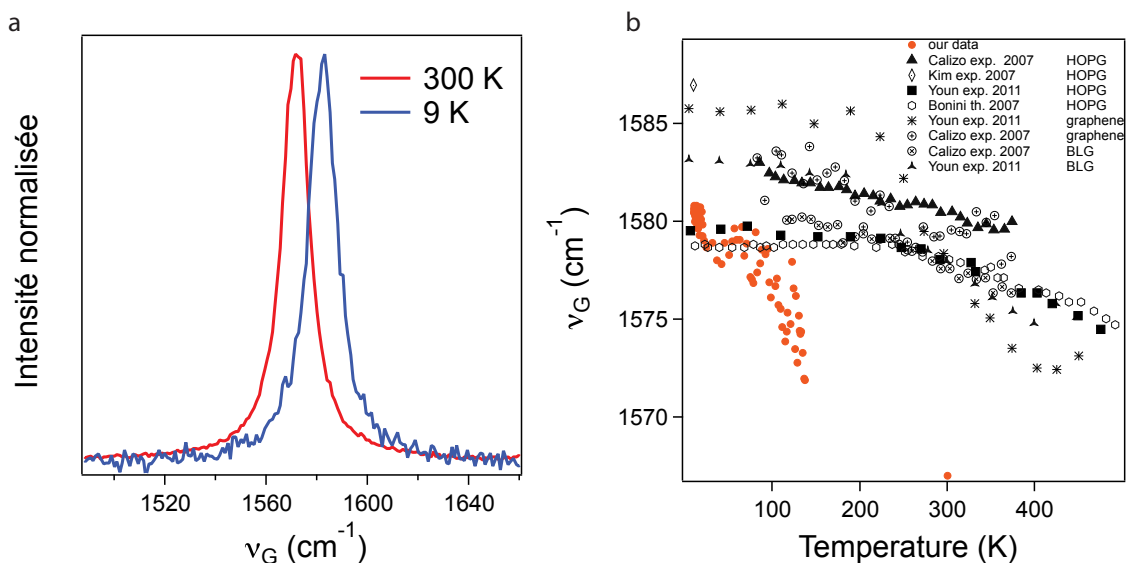 a
Intensité normalisée
300 K
9 K
1520
1560
1600
1640
νG (cm-1)
b
our data
Calizo exp. 2007 HOPG
Kim exp. 2007 HOPG
Youn exp. 2011 HOPG
Bonini th. 2007 HOPG
Youn exp. 2011 graphene
Calizo exp. 2007 graphene
Calizo exp. 2007 BLG
Youn exp. 2011 BLG
1585
1580
1575
1570
νG (cm-1)
100
200
300
400
Temperature (K)